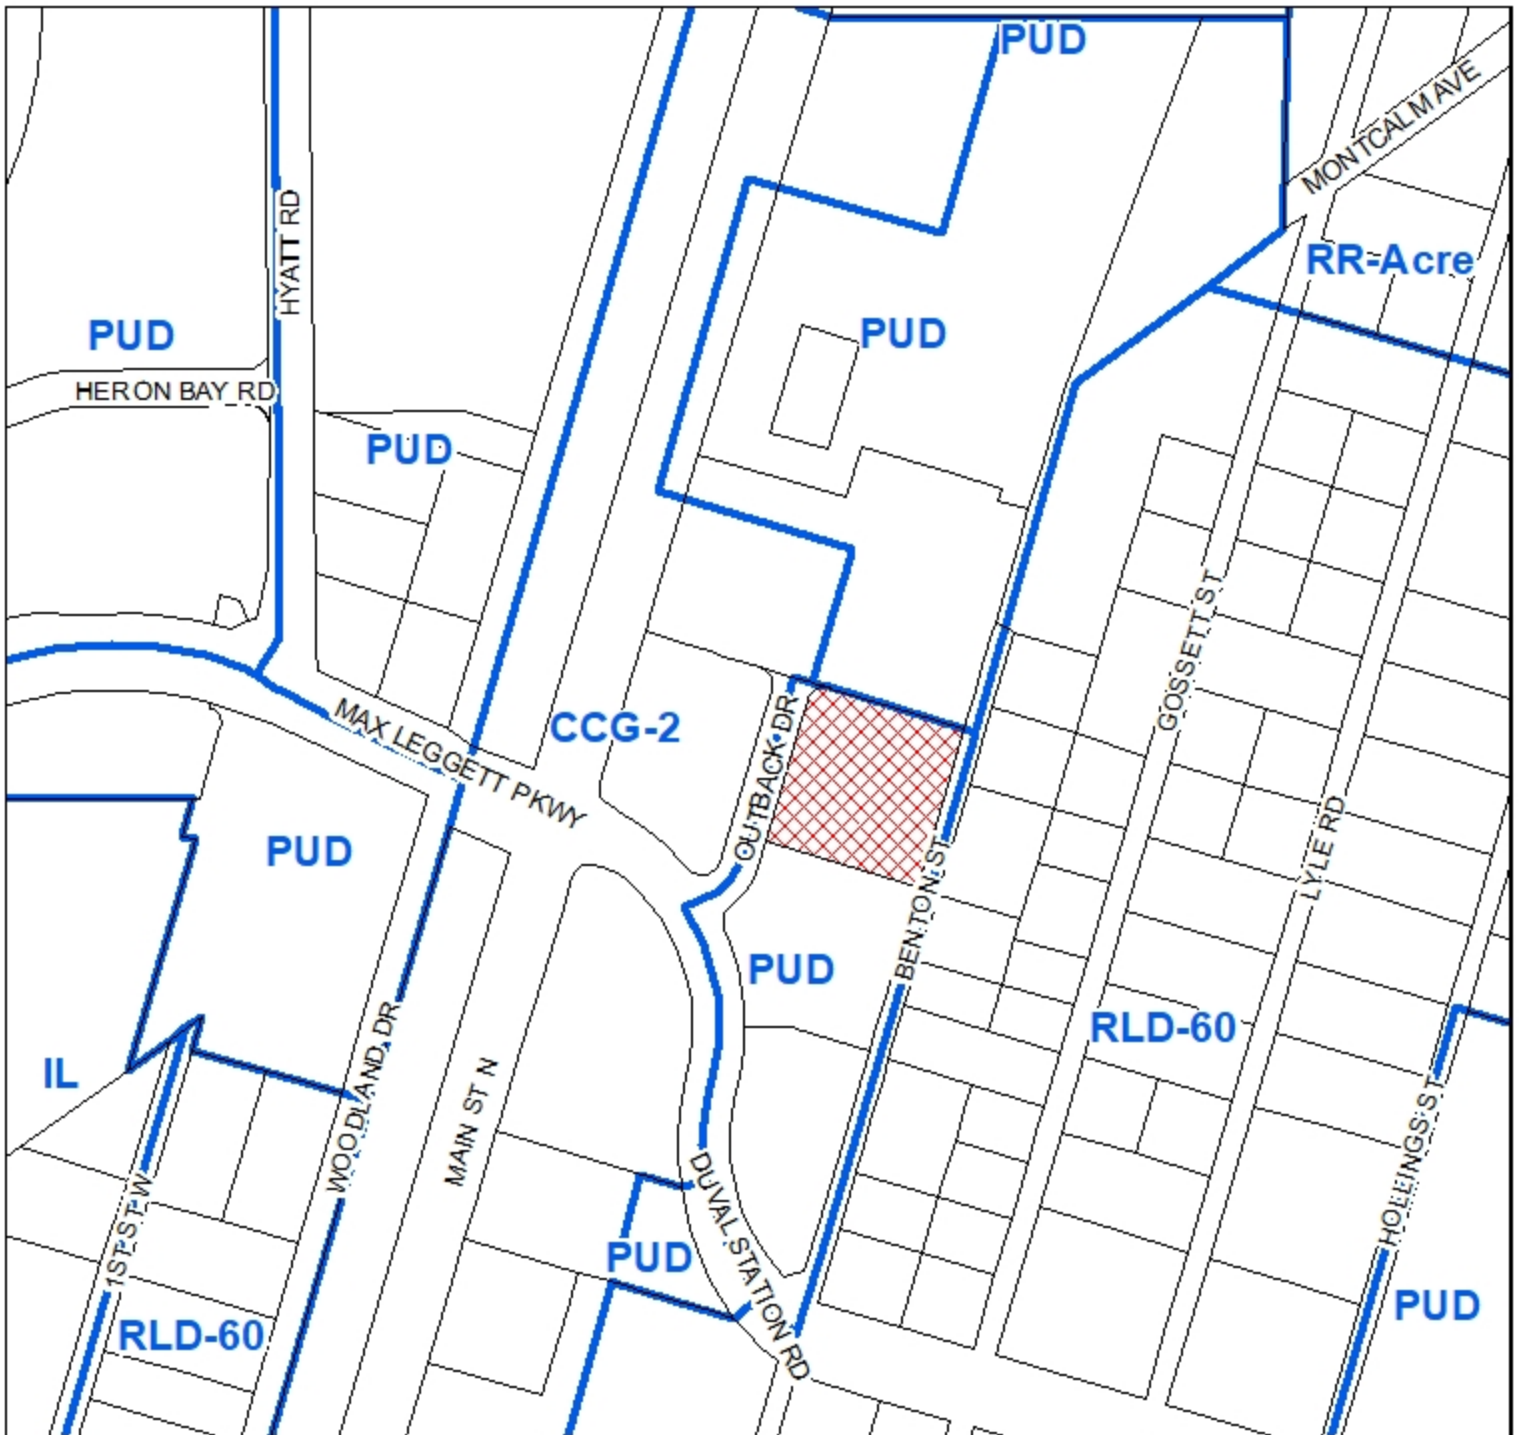 PUD
MONTCALM AVE
HYATT RD
RR-Acre
PUD
PUD
HERON BAY RD
PUD
GOSSETT ST
MAX LEGGETT PKWY
CCG-2
OUTBACK DR
PUD
LYLE RD
BENTON ST
PUD
RLD-60
IL
WOODLAND DR
MAIN ST N
HOLLINGS ST
1ST ST W
DUVAL STATION RD
PUD
PUD
RLD-60